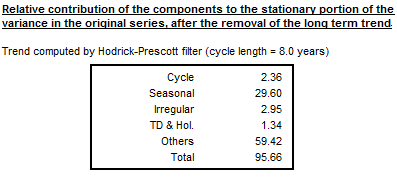 Relative contribution of the components to the stationary portion of the
variance in the original series, after the removal of the long term trend
Trend computed by Hodrick-Prescott filter (cycle length = 8.0 years)
Cycle 2.36
Seasonal 29.60
Irregular 2.95
TD & Hol. 1.34
Others 59.42
Total 95.66